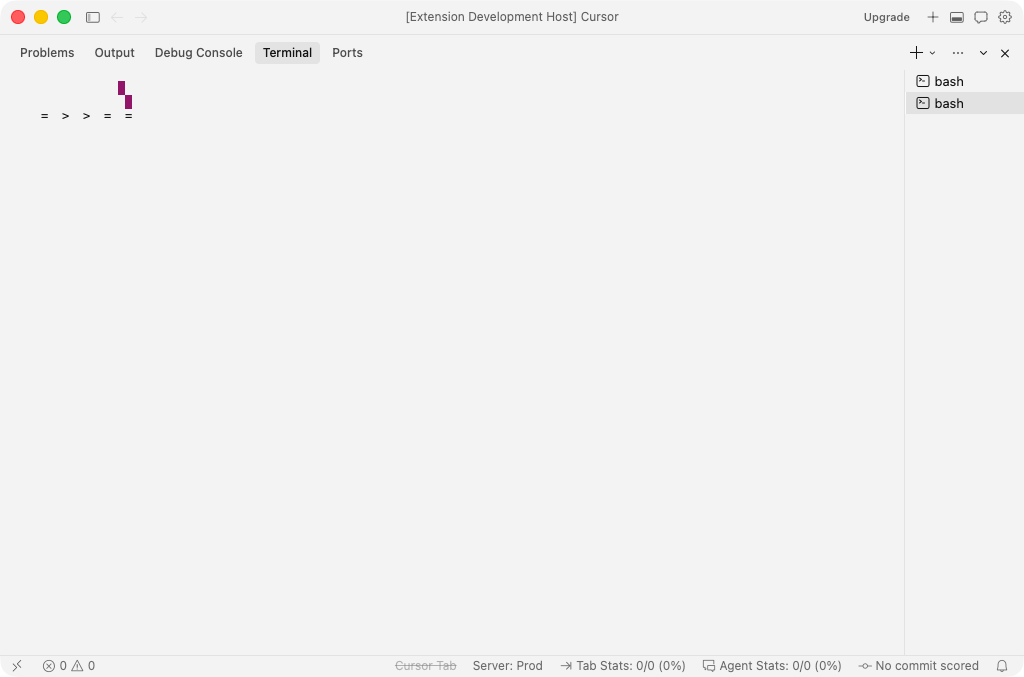 [Extension Development Host] Cursor
Upgrade
Problems Output Debug Console Terminal Ports
= > > = =
bash
bash
0 0 Cursor Tab Server: Prod Tab Stats: 0/0 (0%) Agent Stats: 0/0 (0%) No commit scored